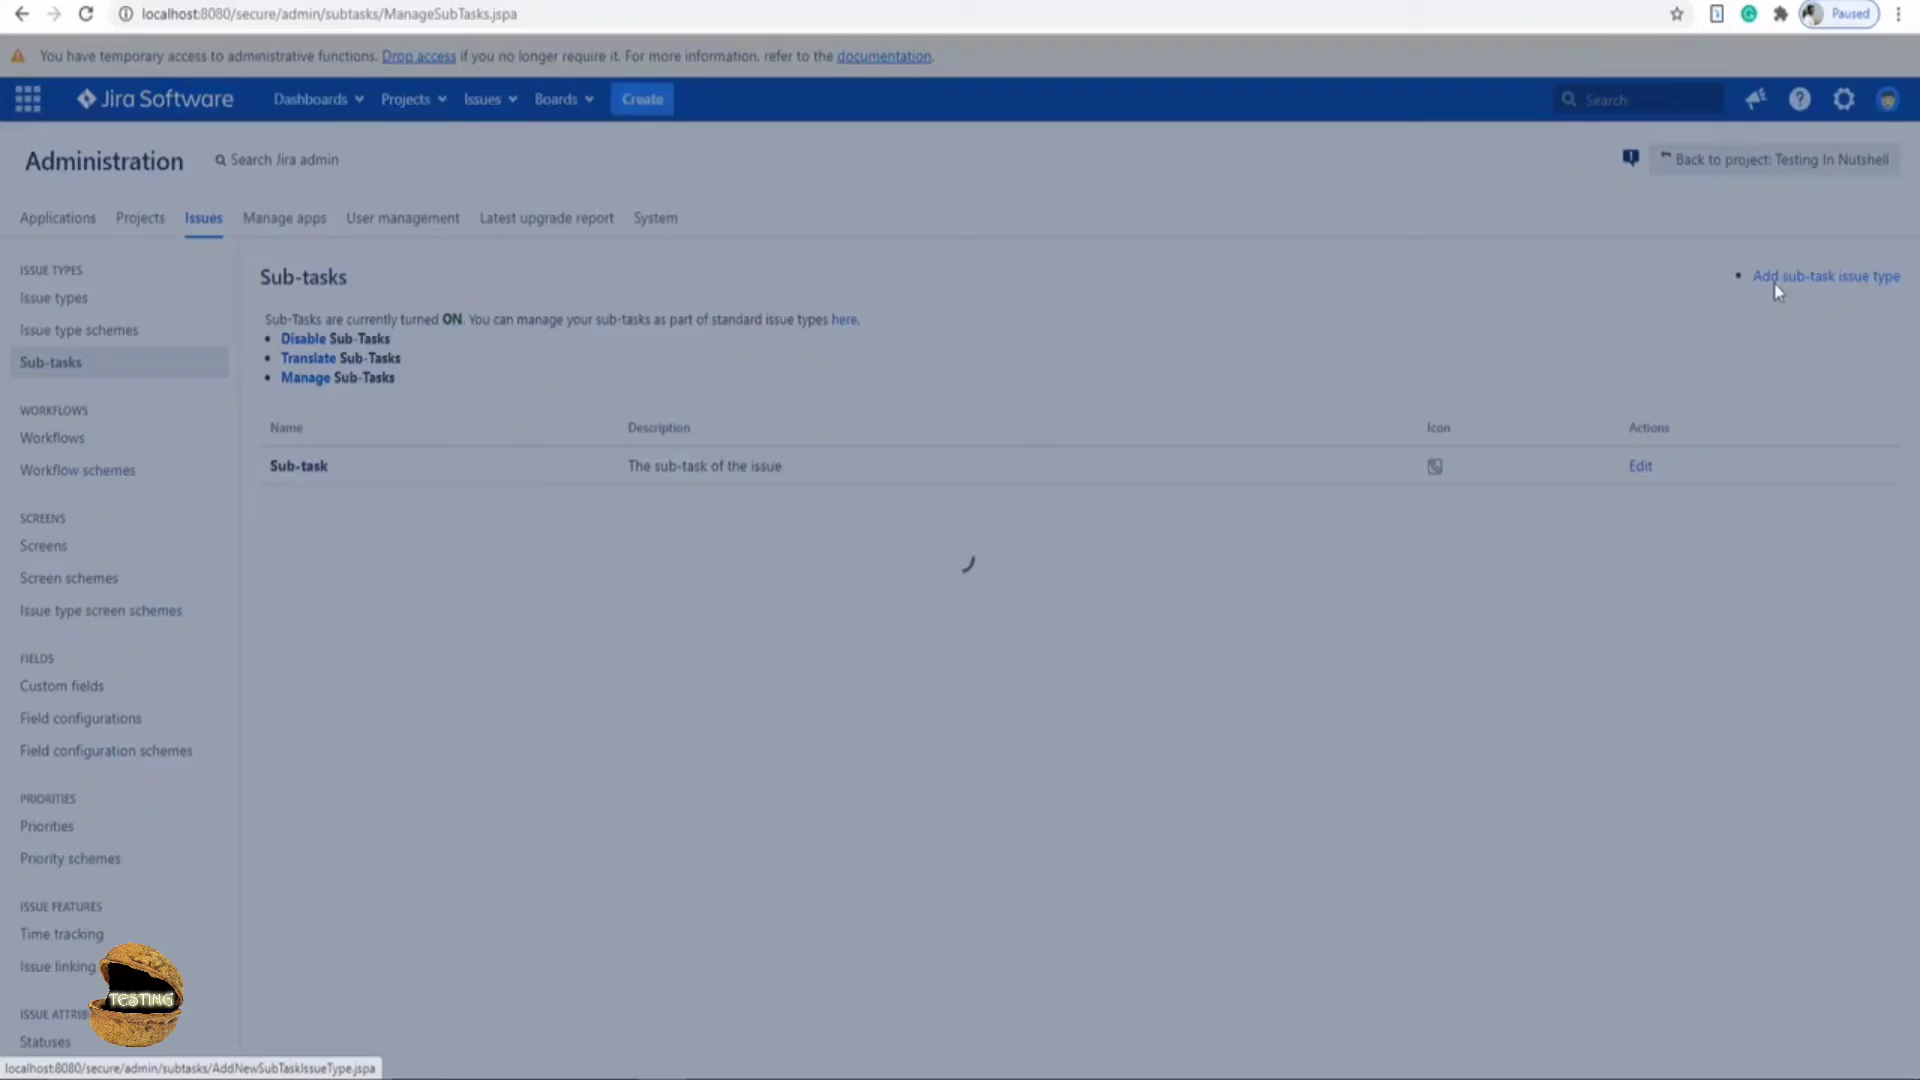 localhost:8080/secure/admin/subtasks/ManageSubTasks.jspa
Paused
You have temporary access to administrative functions. Drop access if you no longer require it. For more information, refer to the documentation.
Jira Software
Dashboards
Projects
Issues
Boards
Create
Search
Administration
Search Jira admin
Back to project: Testing In Nutshell
Applications
Projects
Issues
Manage apps
User management
Latest upgrade report
System
ISSUE TYPES
Issue types
Issue type schemes
Sub-tasks
WORKFLOWS
Workflows
Workflow schemes
SCREENS
Screens
Screen schemes
Issue type screen schemes
FIELDS
Custom fields
Field configurations
Field configuration schemes
PRIORITIES
Priorities
Priority schemes
ISSUE FEATURES
Time tracking
Issue linking
ISSUE ATTRIB
Statuses
Sub-tasks
• Add sub-task issue type
Sub-Tasks are currently turned ON. You can manage your sub-tasks as part of standard issue types here.
• Disable Sub-Tasks
• Translate Sub-Tasks
• Manage Sub-Tasks
Name Description Icon Actions
Sub-task The sub-task of the issue Edit
TESTING
localhost:8080/secure/admin/subtasks/AddNewSubTaskIssueType.jspa